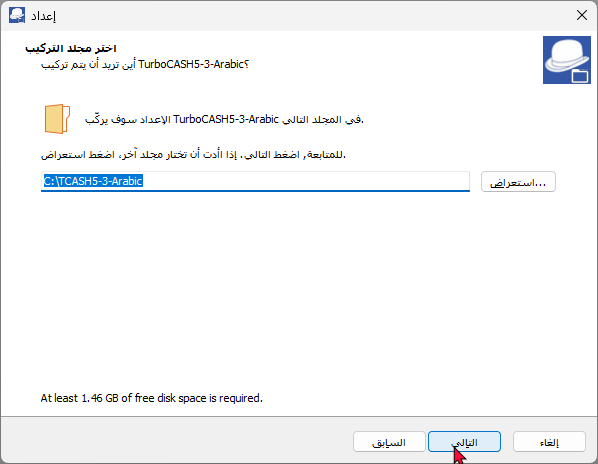 إعداد
اختر مجلد التركيب
أين تريد أن يتم تركيب TurboCASH5-3-Arabic؟
الإعداد سوف يركّب TurboCASH5-3-Arabic في المجلد التالي.
للمتابعة, اضغط التالي. إذا أأدت أن تختار مجلد آخر, اضغط استعراض.
C:\TCASH5-3-Arabic
استعراض...
At least 1.46 GB of free disk space is required.
السابق
التالي
إلغاء